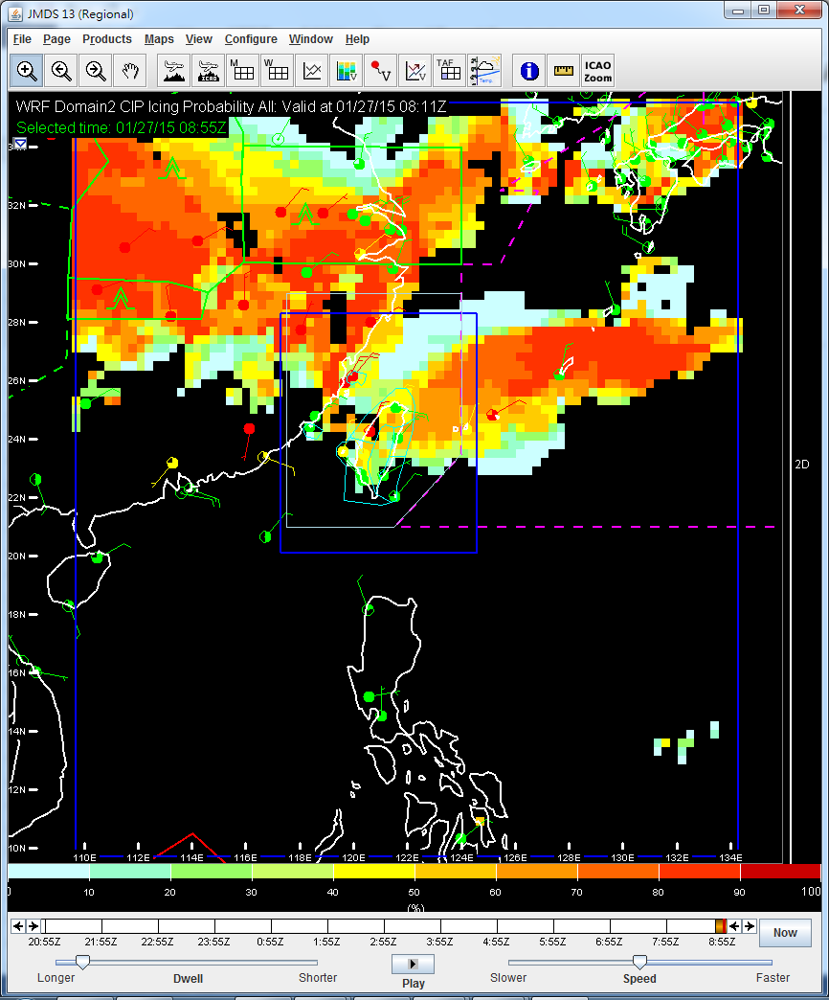 JMDS 13 (Regional)
File Page Products Maps View Configure Window Help
M W TAF Temp. i ICAO Zoom
ICAO
WRF Domain2 CIP Icing Probability All: Valid at 01/27/15 08:11Z
Selected time: 01/27/15 08:55Z
32N
30N
28N
26N
24N
2D
22N
20N
18N
16N
14N
12N
10N
110E 112E 114E 116E 118E 120E 122E 124E 126E 128E 130E 132E 134E
0 10 20 30 40 50 60 70 80 90 100
(%)
20:55Z 21:55Z 22:55Z 23:55Z 0:55Z 1:55Z 2:55Z 3:55Z 4:55Z 5:55Z 6:55Z 7:55Z 8:55Z
Now
Longer Dwell Shorter Play Slower Speed Faster